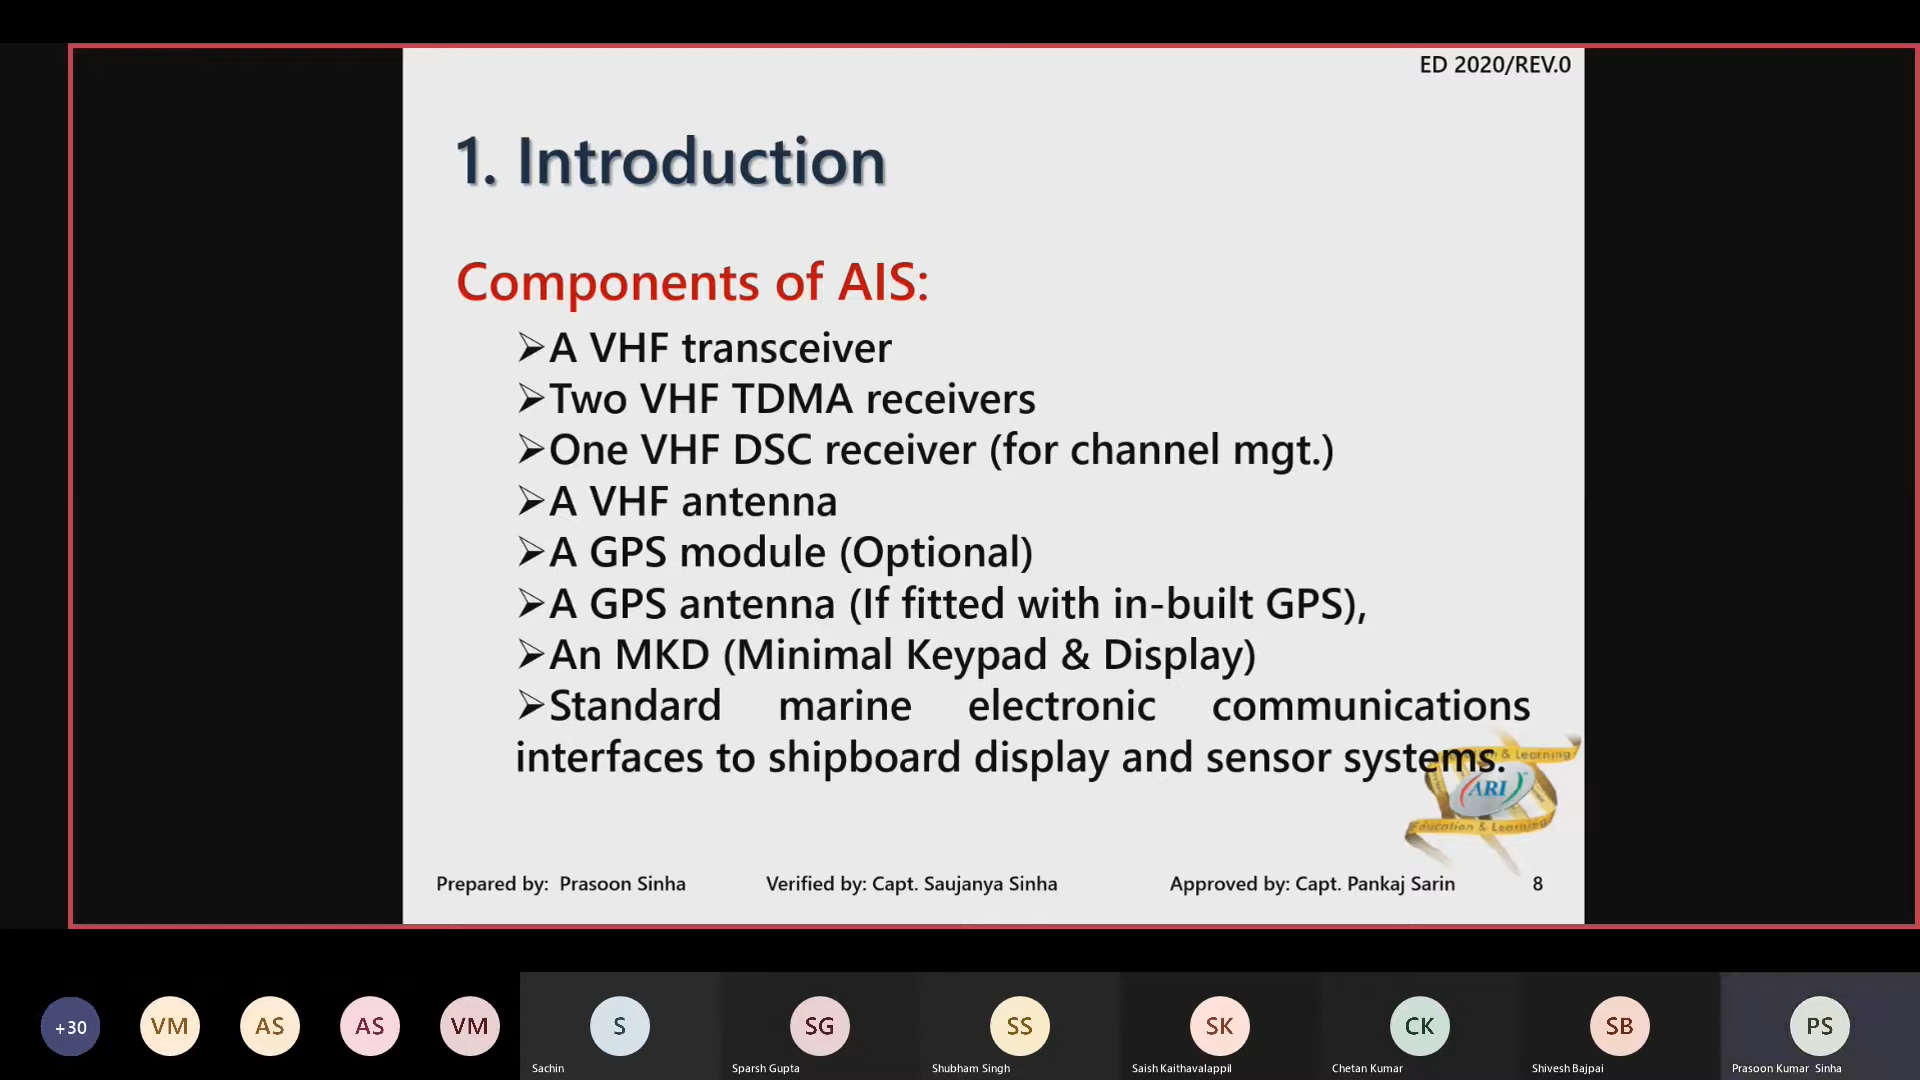 ED 2020/REV.0
1. Introduction
Components of AIS:
➢A VHF transceiver
➢Two VHF TDMA receivers
➢One VHF DSC receiver (for channel mgt.)
➢A VHF antenna
➢A GPS module (Optional)
➢A GPS antenna (If fitted with in-built GPS),
➢An MKD (Minimal Keypad & Display)
➢Standard marine electronic communications
interfaces to shipboard display and sensor systems.
& Learning
ARI
Education & Learning
Prepared by: Prasoon Sinha Verified by: Capt. Saujanya Sinha Approved by: Capt. Pankaj Sarin 8
+30 VM AS AS VM S SG SS SK CK SB PS
Sachin Sparsh Gupta Shubham Singh Saish Kaithavalappil Chetan Kumar Shivesh Bajpai Prasoon Kumar Sinha